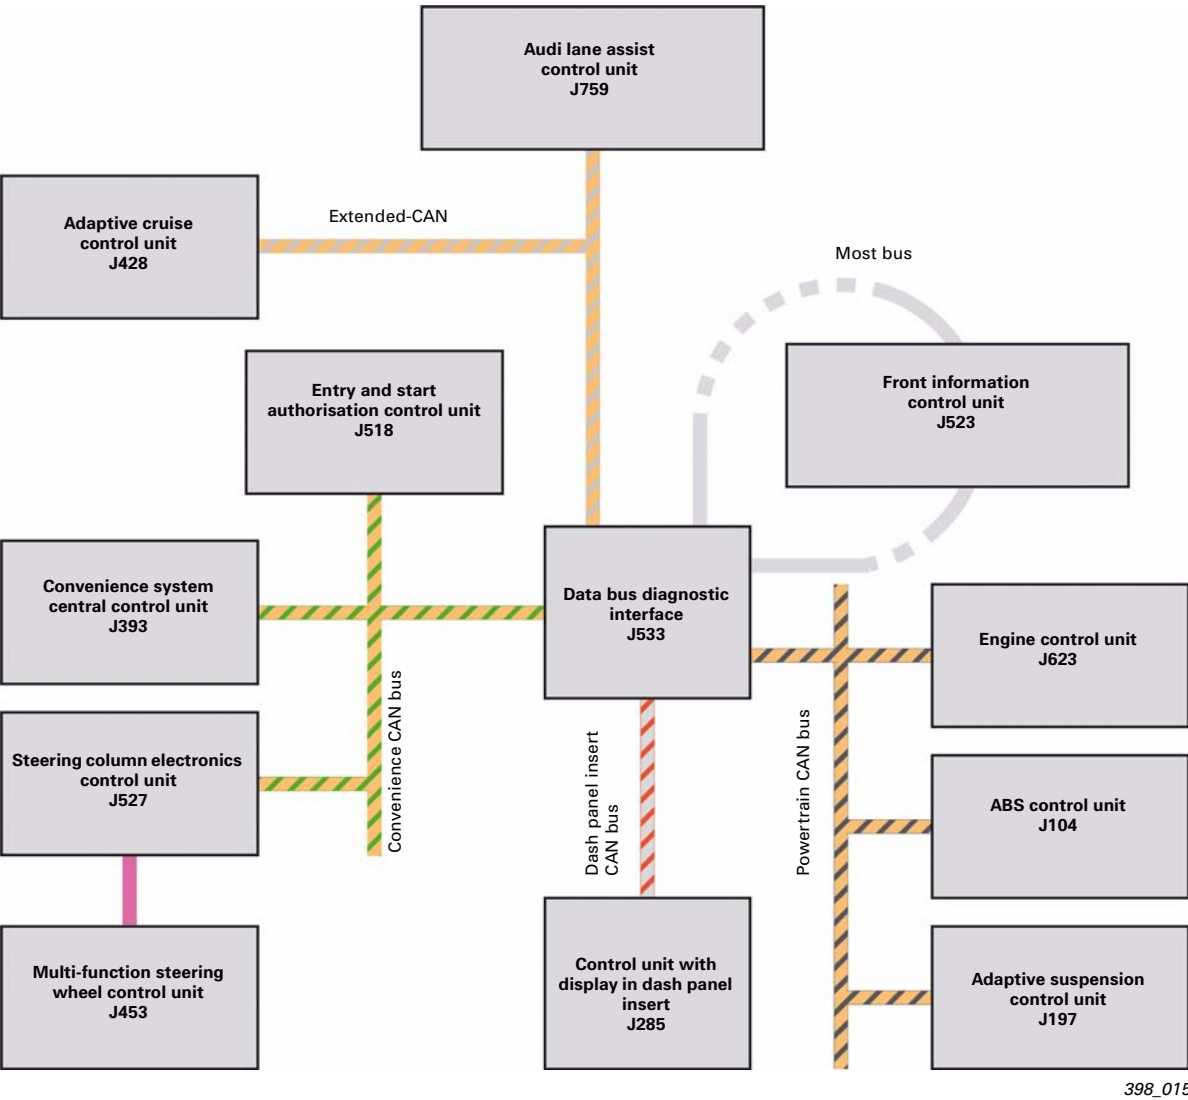 Audi lane assist
control unit
J759
Adaptive cruise
control unit
J428
Extended-CAN
Most bus
Entry and start
authorisation control unit
J518
Front information
control unit
J523
Convenience system
central control unit
J393
Data bus diagnostic
interface
J533
Engine control unit
J623
Steering column electronics
control unit
J527
Convenience CAN bus
Dash panel insert
CAN bus
Powertrain CAN bus
ABS control unit
J104
Multi-function steering
wheel control unit
J453
Control unit with
display in dash panel
insert
J285
Adaptive suspension
control unit
J197
398_015